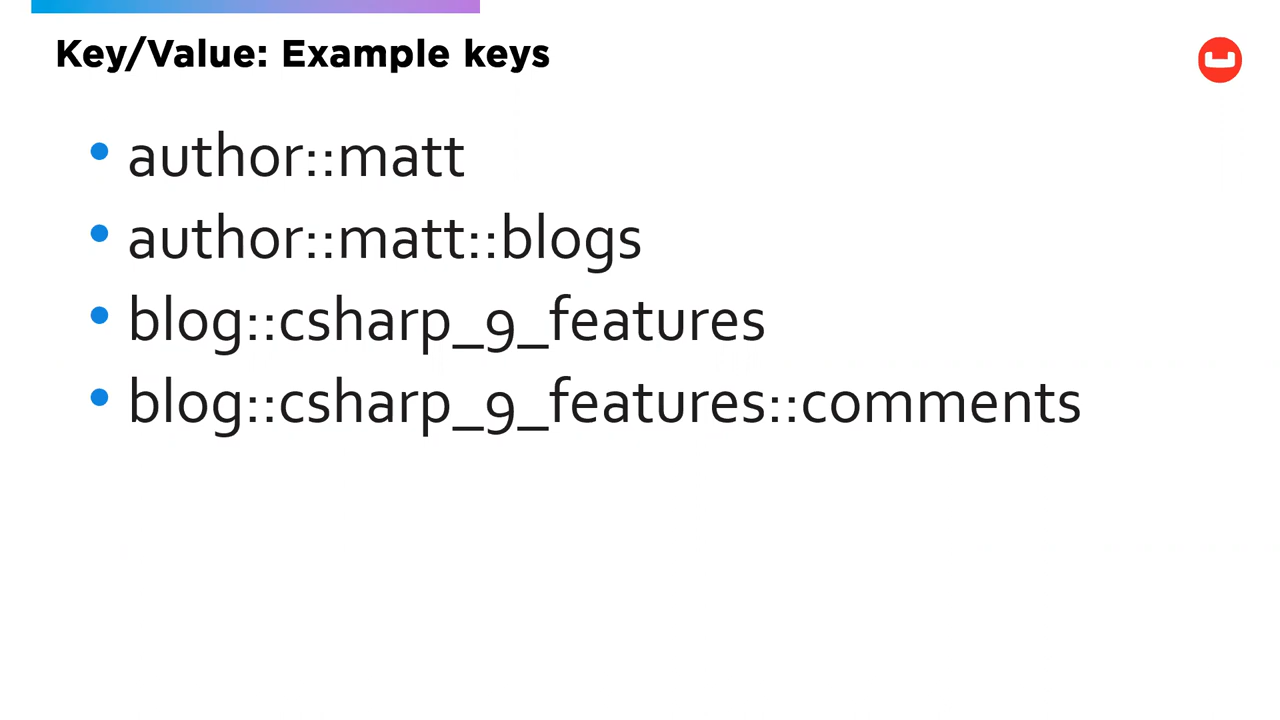 Key/Value: Example keys
• author::matt
• author::matt::blogs
• blog::csharp_9_features
• blog::csharp_9_features::comments